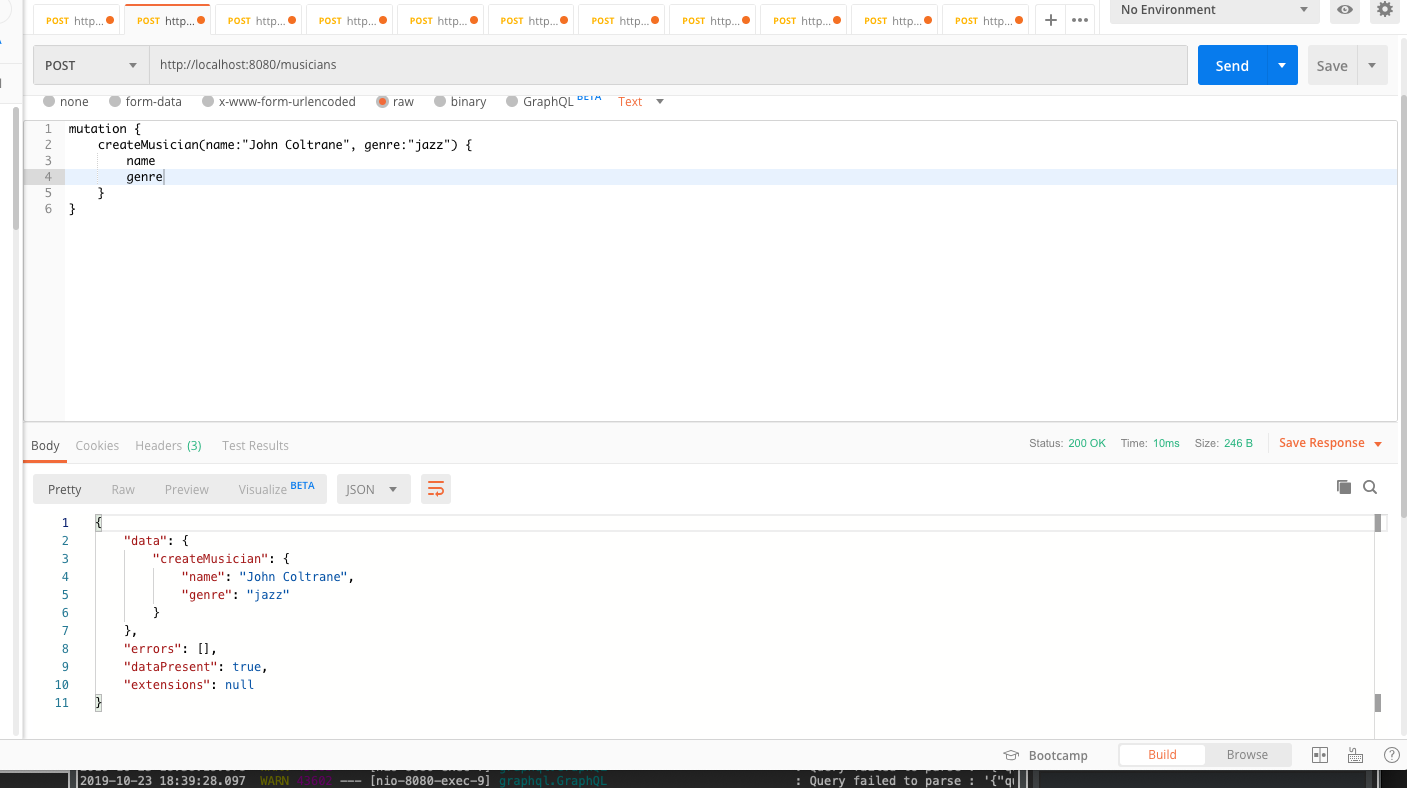 POST http... POST http... POST http... POST http... POST http... POST http... POST http... POST http... POST http... POST http... POST http... + ••• No Environment
POST http://localhost:8080/musicians Send Save
none form-data x-www-form-urlencoded raw binary GraphQL BETA Text
1 mutation {
2 createMusician(name:"John Coltrane", genre:"jazz") {
3 name
4 genre
5 }
6 }
Body Cookies Headers (3) Test Results Status: 200 OK Time: 10ms Size: 246 B Save Response
Pretty Raw Preview Visualize BETA JSON
1 {
2 "data": {
3 "createMusician": {
4 "name": "John Coltrane",
5 "genre": "jazz"
6 }
7 },
8 "errors": [],
9 "dataPresent": true,
10 "extensions": null
11 }
Bootcamp Build Browse ?
2019-10-23 18:39:28.097 WARN --- [nio-8080-exec-9] graphql.GraphQL : Query failed to parse : '{"qu